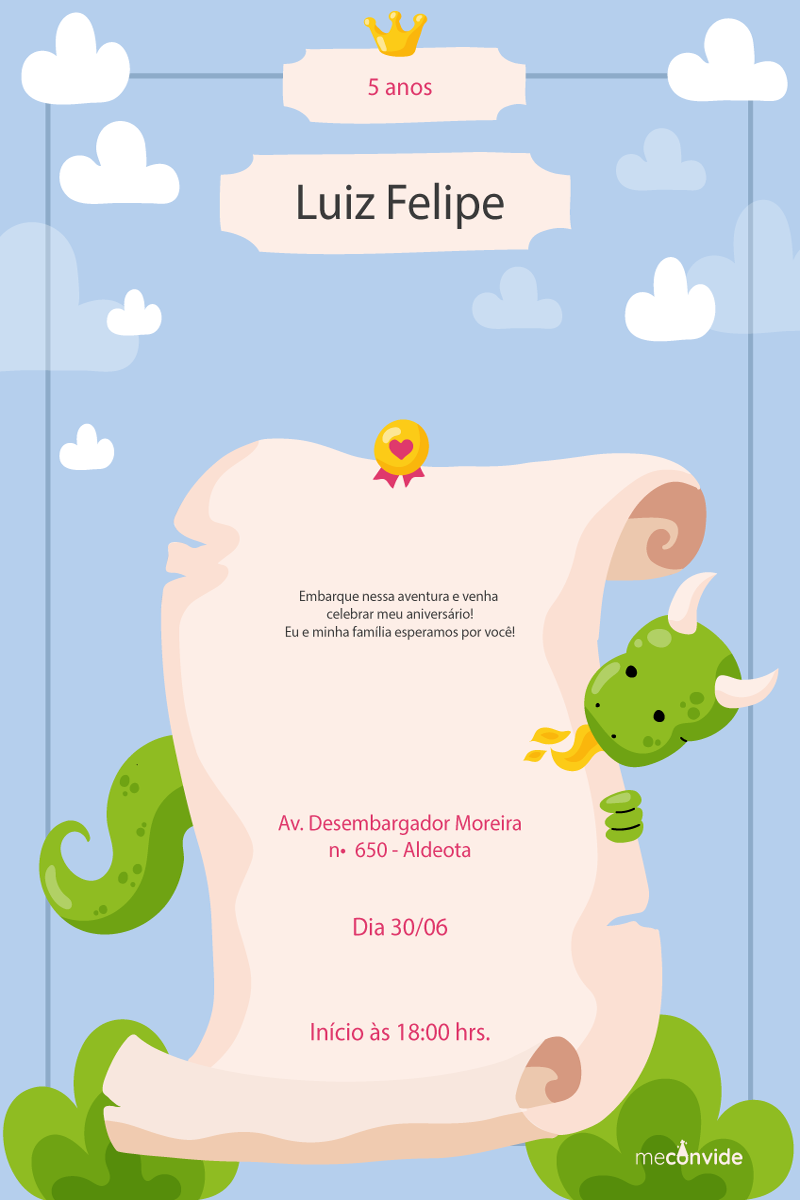 5 anos
Luiz Felipe
Embarque nessa aventura e venha
celebrar meu aniversário!
Eu e minha família esperamos por você!
Av. Desembargador Moreira
n• 650 - Aldeota
Dia 30/06
Início às 18:00 hrs.
meconvide